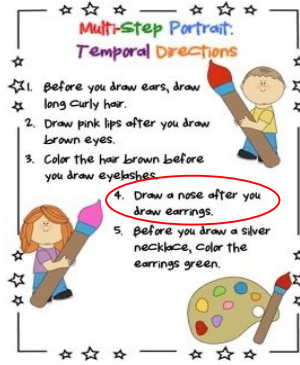 Multi-Step Portrait:
Temporal Directions
1. Before you draw ears, draw
long curly hair.
2. Draw pink lips after you draw
brown eyes.
3. Color the hair brown before
you draw eyelashes.
4. Draw a nose after you
draw earrings.
5. Before you draw a silver
necklace, color the
earrings green.